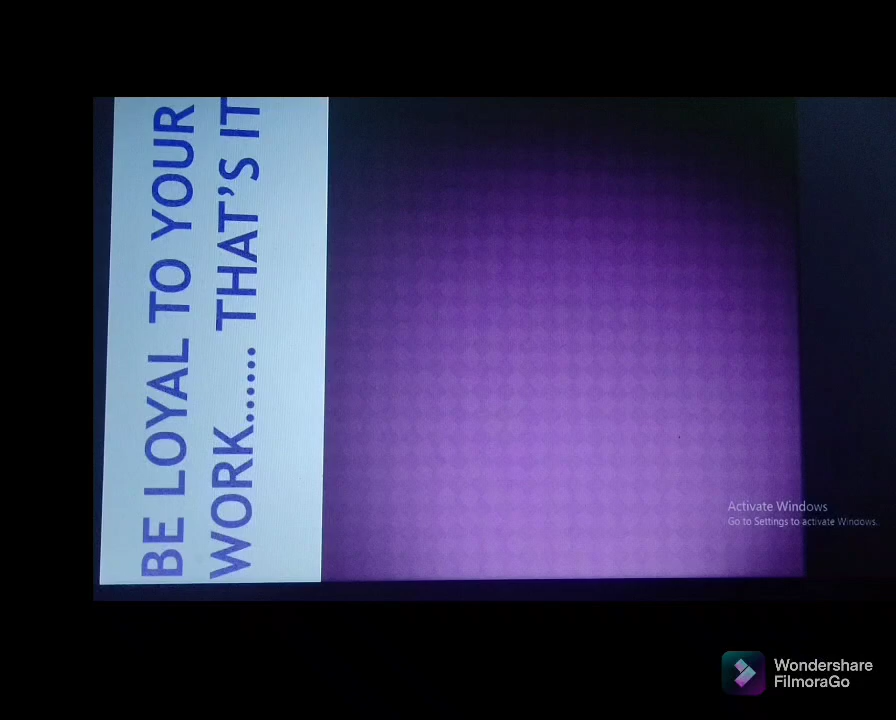 BE LOYAL TO YOUR
WORK...... THAT'S IT
Activate Windows
Go to Settings to activate Windows.
Wondershare
FilmoraGo